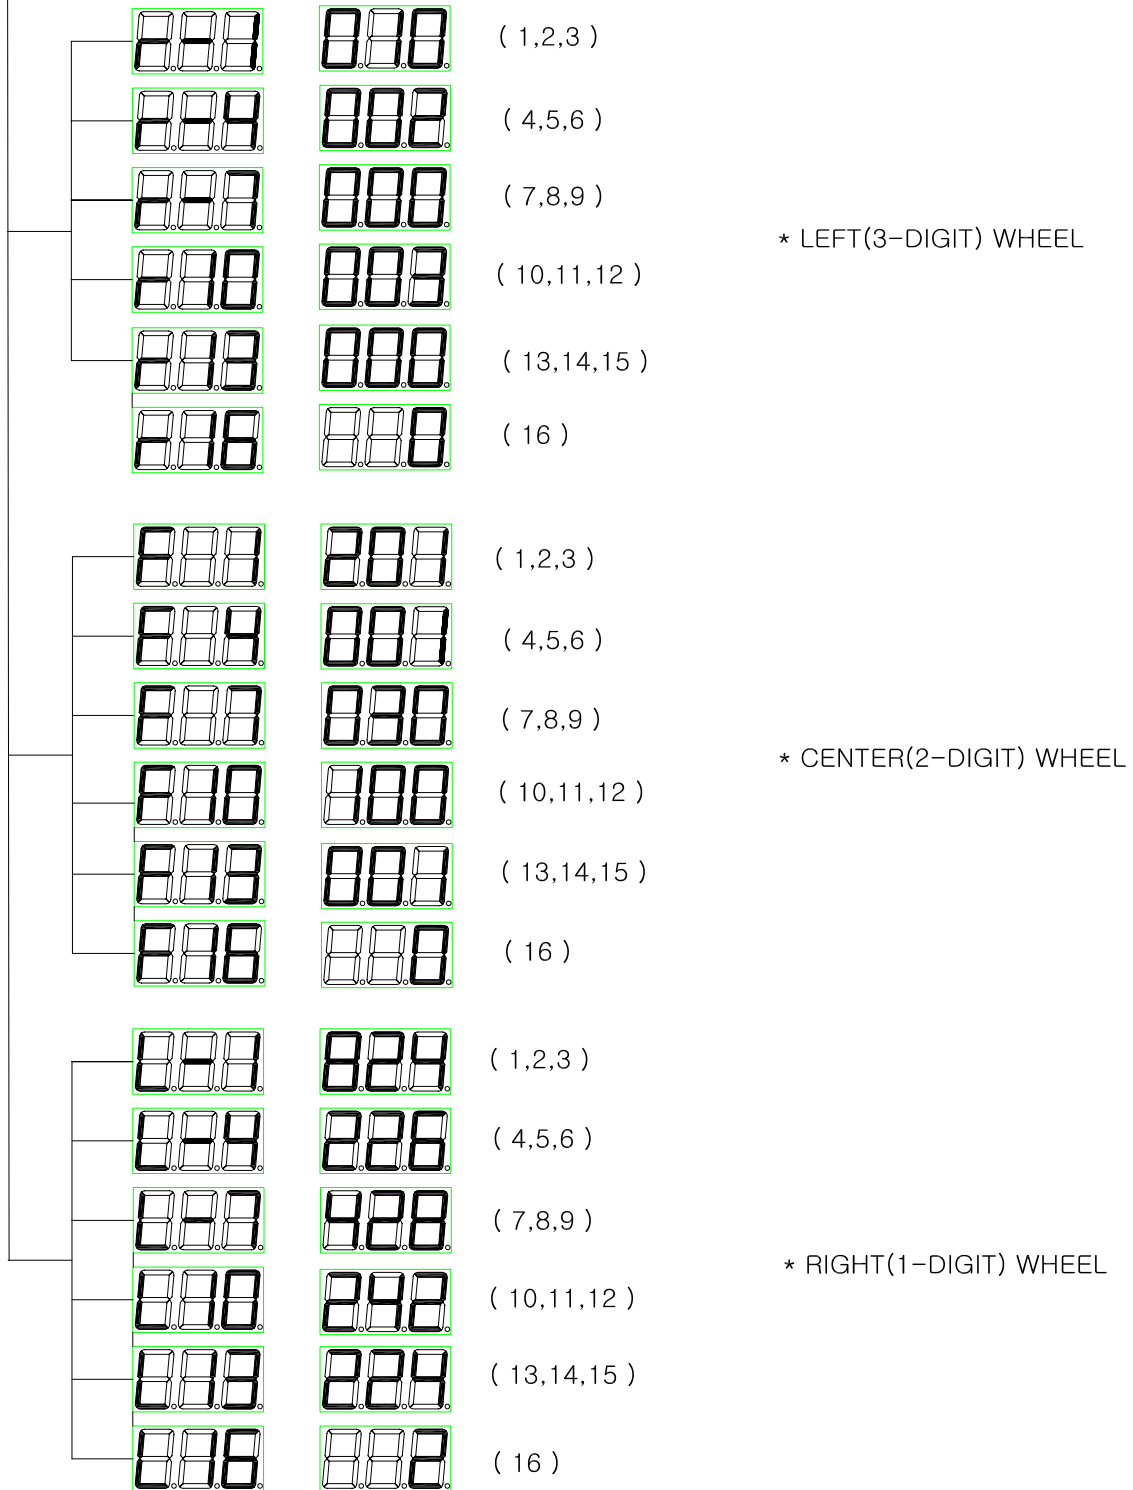 r-1 010 ( 1,2,3 )
r-4 002 ( 4,5,6 )
r-7 000 ( 7,8,9 )
* LEFT(3-DIGIT) WHEEL
r10 003 ( 10,11,12 )
r13 000 ( 13,14,15 )
r16 0 ( 16 )
F 1 201 ( 1,2,3 )
F 4 001 ( 4,5,6 )
F 7 040 ( 7,8,9 )
* CENTER(2-DIGIT) WHEEL
F10 100 ( 10,11,12 )
F13 001 ( 13,14,15 )
F16 0 ( 16 )
L-1 824 ( 1,2,3 )
L-4 226 ( 4,5,6 )
L-7 428 ( 7,8,9 )
* RIGHT(1-DIGIT) WHEEL
L10 242 ( 10,11,12 )
L13 224 ( 13,14,15 )
L16 2 ( 16 )